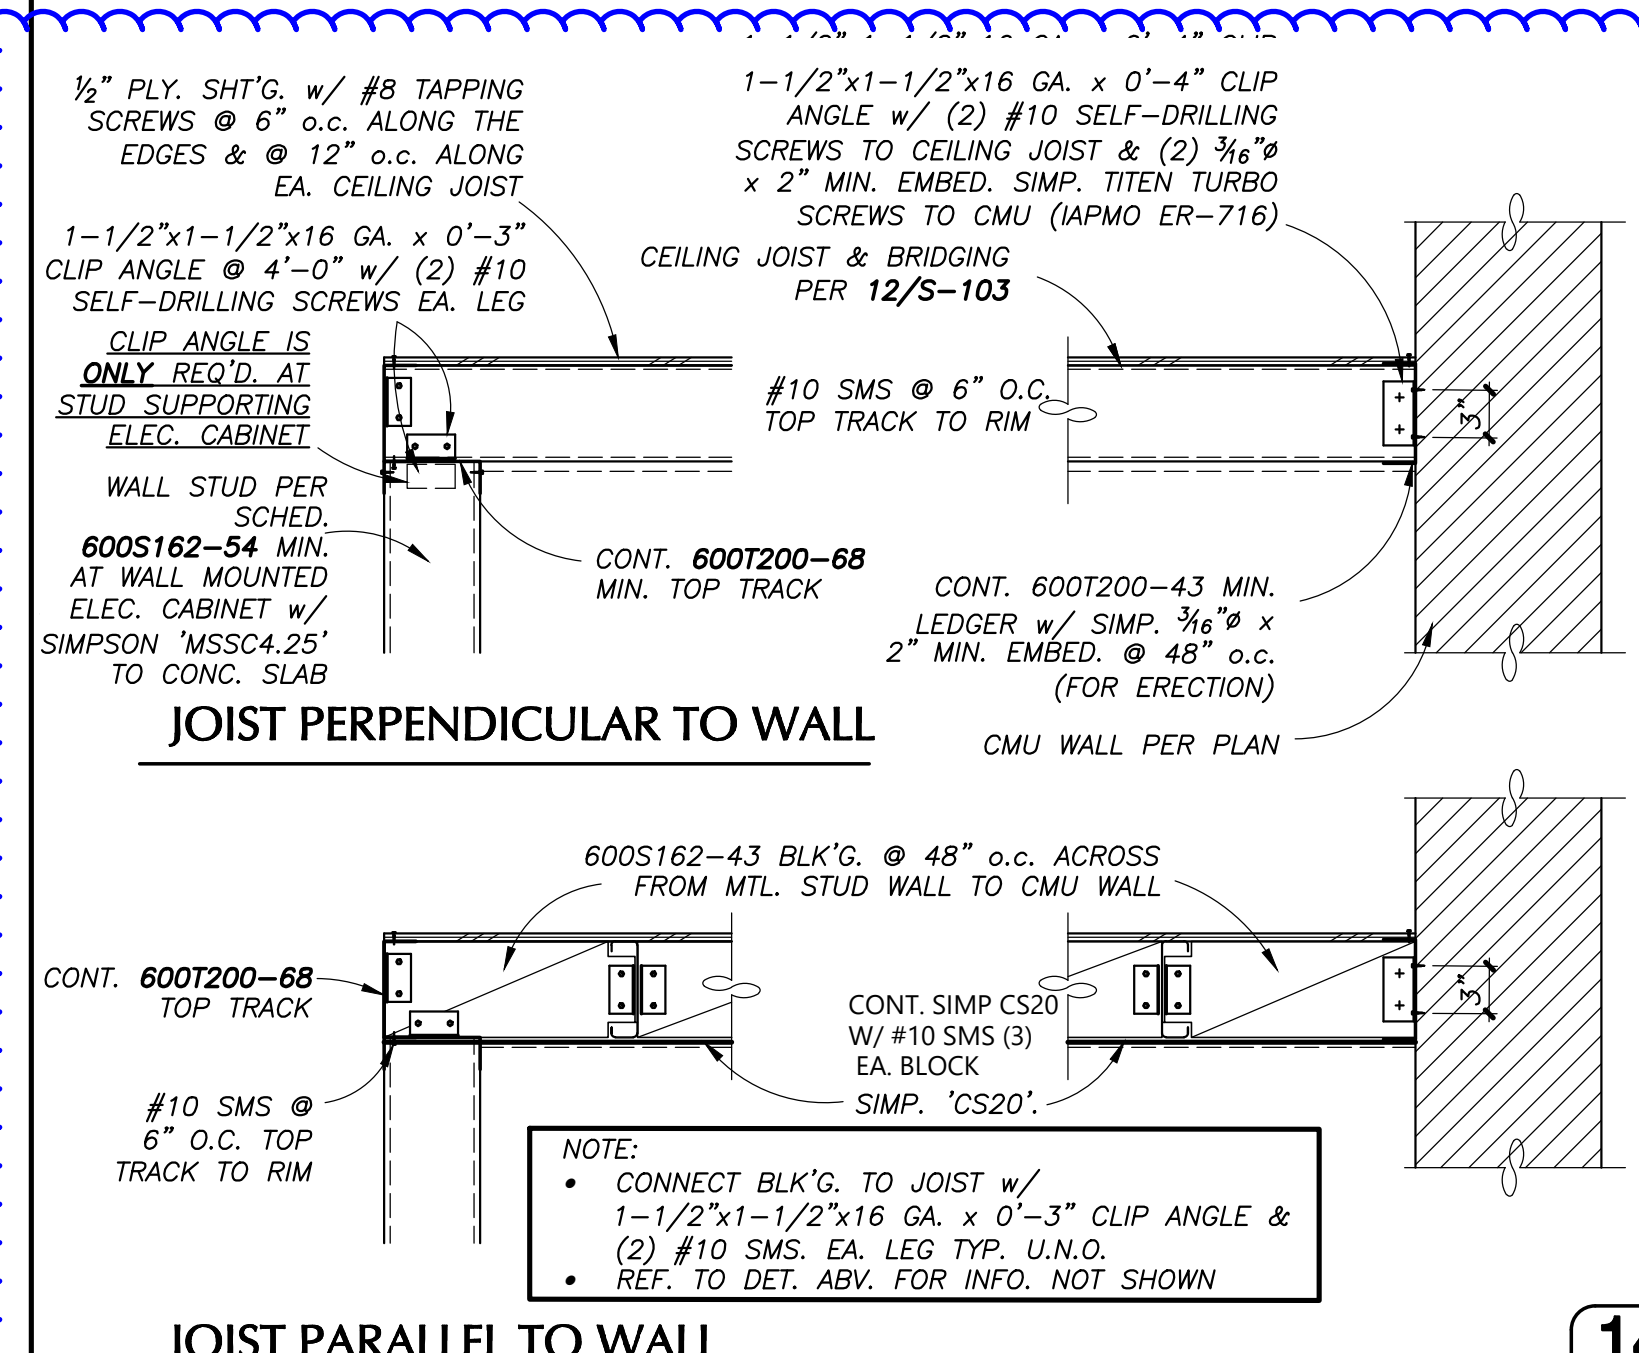 ½" PLY. SHT'G. w/ #8 TAPPING
SCREWS @ 6" o.c. ALONG THE
EDGES & @ 12" o.c. ALONG
EA. CEILING JOIST
1-1/2"x1-1/2"x16 GA. x 0'-3"
CLIP ANGLE @ 4'-0" w/ (2) #10
SELF-DRILLING SCREWS EA. LEG
CLIP ANGLE IS
ONLY REQ'D. AT
STUD SUPPORTING
ELEC. CABINET
WALL STUD PER
SCHED.
600S162-54 MIN.
AT WALL MOUNTED
ELEC. CABINET w/
SIMPSON 'MSSC4.25'
TO CONC. SLAB
1-1/2"x1-1/2"x16 GA. x 0'-4" CLIP
ANGLE w/ (2) #10 SELF-DRILLING
SCREWS TO CEILING JOIST & (2) 3/16"ø
x 2" MIN. EMBED. SIMP. TITEN TURBO
SCREWS TO CMU (IAPMO ER-716)
CEILING JOIST & BRIDGING
PER 12/S-103
#10 SMS @ 6" O.C.
TOP TRACK TO RIM
3"
CONT. 600T200-68
MIN. TOP TRACK
CONT. 600T200-43 MIN.
LEDGER w/ SIMP. 3/16"ø x
2" MIN. EMBED. @ 48" o.c.
(FOR ERECTION)
CMU WALL PER PLAN
JOIST PERPENDICULAR TO WALL
600S162-43 BLK'G. @ 48" o.c. ACROSS
FROM MTL. STUD WALL TO CMU WALL
CONT. 600T200-68
TOP TRACK
CONT. SIMP CS20
W/ #10 SMS (3)
EA. BLOCK
3"
SIMP. 'CS20'.
#10 SMS @
6" O.C. TOP
TRACK TO RIM
NOTE:
• CONNECT BLK'G. TO JOIST w/
1-1/2"x1-1/2"x16 GA. x 0'-3" CLIP ANGLE &
(2) #10 SMS. EA. LEG TYP. U.N.O.
• REF. TO DET. ABV. FOR INFO. NOT SHOWN
JOIST PARALLEL TO WALL